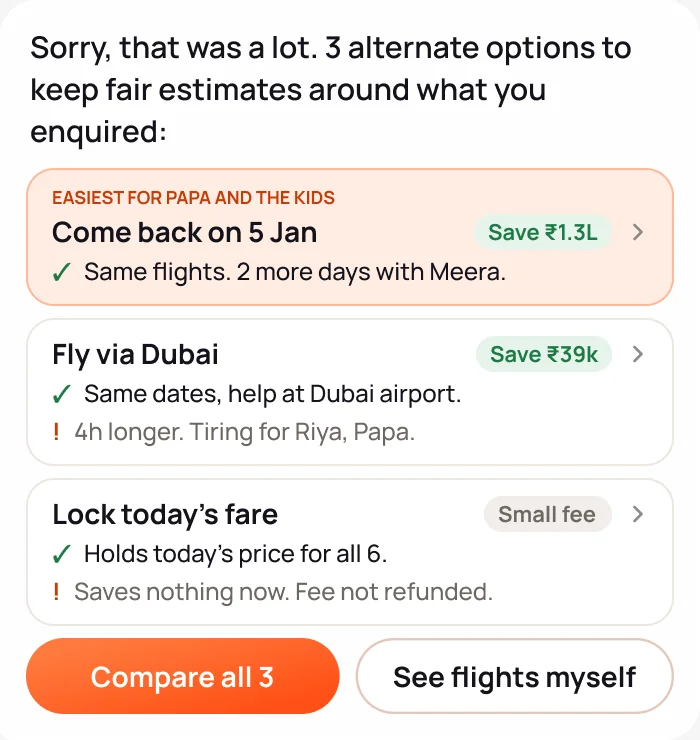 Sorry, that was a lot. 3 alternate options to
keep fair estimates around what you
enquired:
EASIEST FOR PAPA AND THE KIDS
Come back on 5 Jan
Save ₹1.3L
✓ Same flights. 2 more days with Meera.
Fly via Dubai
Save ₹39k
✓ Same dates, help at Dubai airport.
! 4h longer. Tiring for Riya, Papa.
Lock today’s fare
Small fee
✓ Holds today’s price for all 6.
! Saves nothing now. Fee not refunded.
Compare all 3
See flights myself